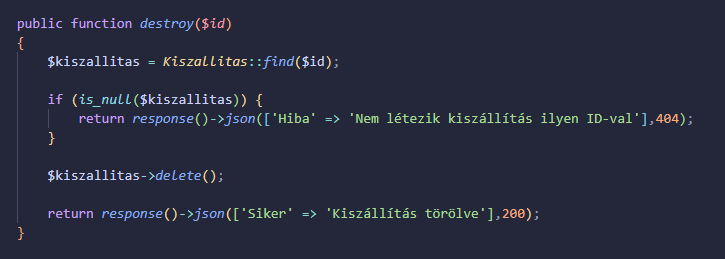 public function destroy($id)
{
    $kiszallitas = Kiszallitas::find($id);
    if (is_null($kiszallitas)) {
        return response()->json(['Hiba' => 'Nem létezik kiszállítás ilyen ID-val'],404);
    }
    $kiszallitas->delete();
    return response()->json(['Siker' => 'Kiszállítás törölve'],200);
}